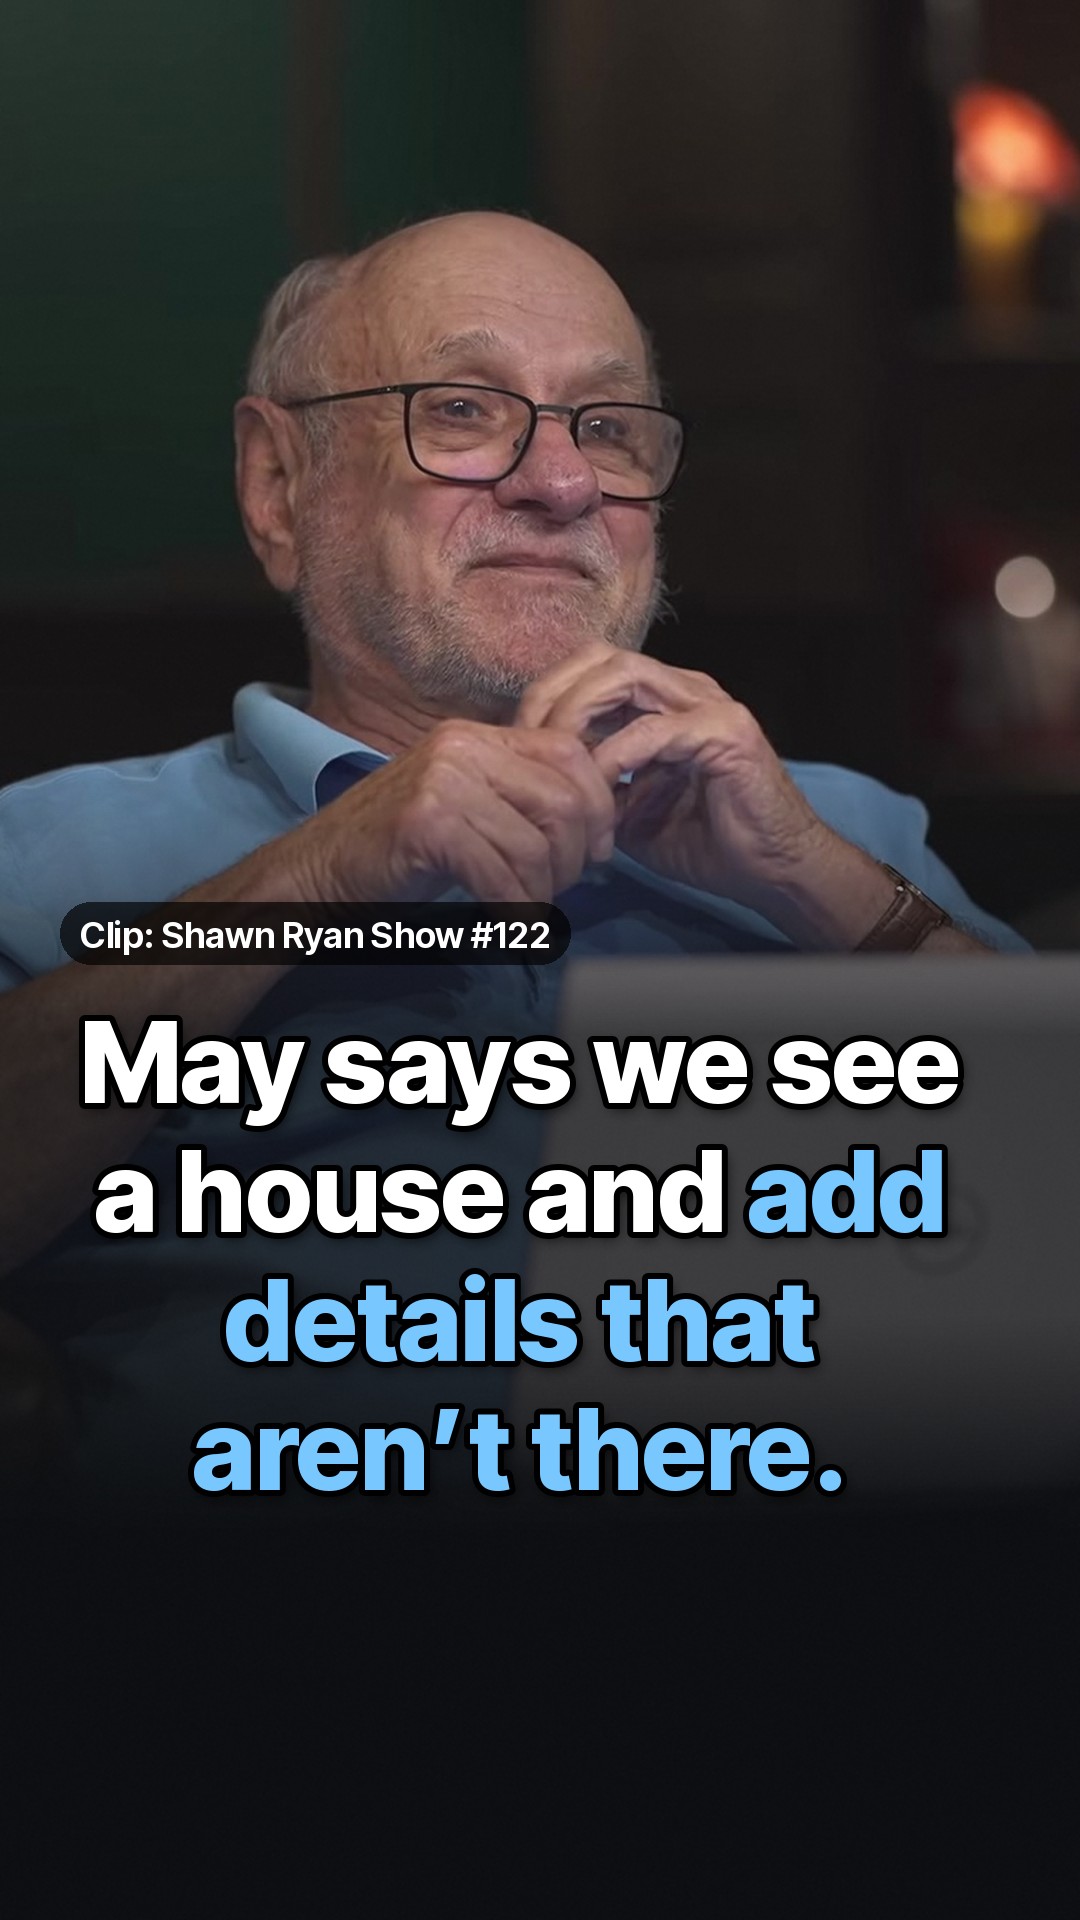 Clip: Shawn Ryan Show #122
May says we see
a house and add
details that
aren’t there.